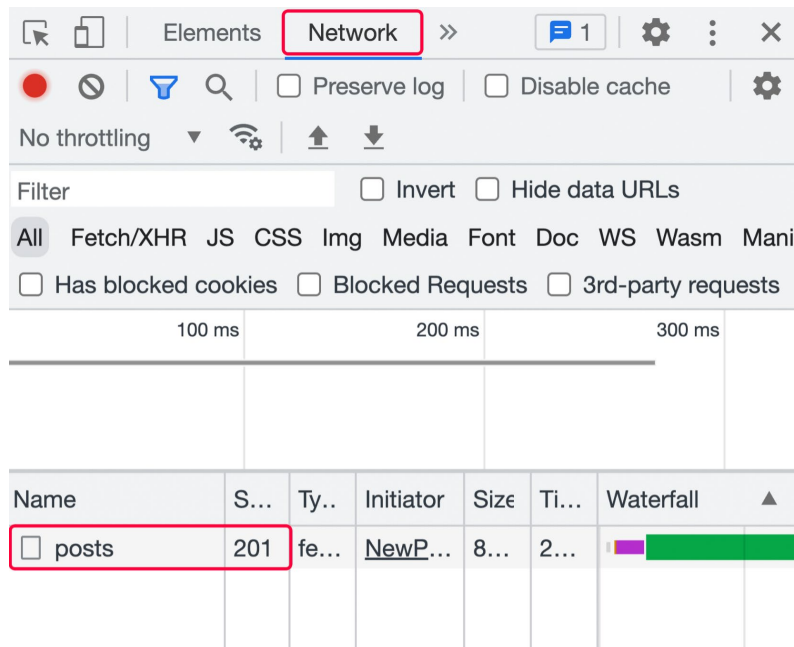 Elements Network » 1
Preserve log Disable cache
No throttling
Filter Invert Hide data URLs
All Fetch/XHR JS CSS Img Media Font Doc WS Wasm Mani
Has blocked cookies Blocked Requests 3rd-party requests
100 ms 200 ms 300 ms
Name S... Ty.. Initiator Size Ti... Waterfall
posts 201 fe... NewP... 8... 2...